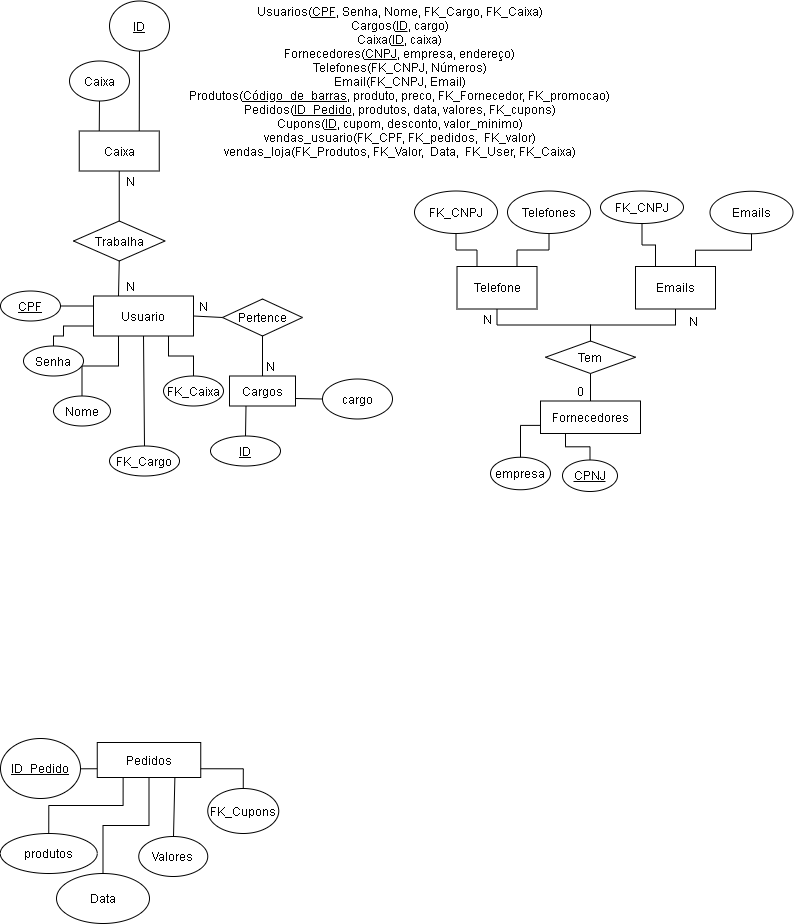 Usuarios(CPF, Senha, Nome, FK_Cargo, FK_Caixa)
Cargos(ID, cargo)
Caixa(ID, caixa)
Fornecedores(CNPJ, empresa, endereço)
Telefones(FK_CNPJ, Números)
Email(FK_CNPJ, Email)
Produtos(Código_de_barras, produto, preco, FK_Fornecedor, FK_promocao)
Pedidos(ID_Pedido, produtos, data, valores, FK_cupons)
Cupons(ID, cupom, desconto, valor_minimo)
vendas_usuario(FK_CPF, FK_pedidos, FK_valor)
vendas_loja(FK_Produtos, FK_Valor, Data, FK_User, FK_Caixa)
ID
Caixa
Caixa
N
Trabalha
N
CPF
Usuario
N
Pertence
Senha
Nome
FK_Caixa
FK_Cargo
N
Cargos
cargo
ID
FK_CNPJ
Telefones
FK_CNPJ
Emails
Telefone
Emails
N
N
Tem
0
Fornecedores
empresa
CPNJ
ID_Pedido
Pedidos
FK_Cupons
produtos
Valores
Data